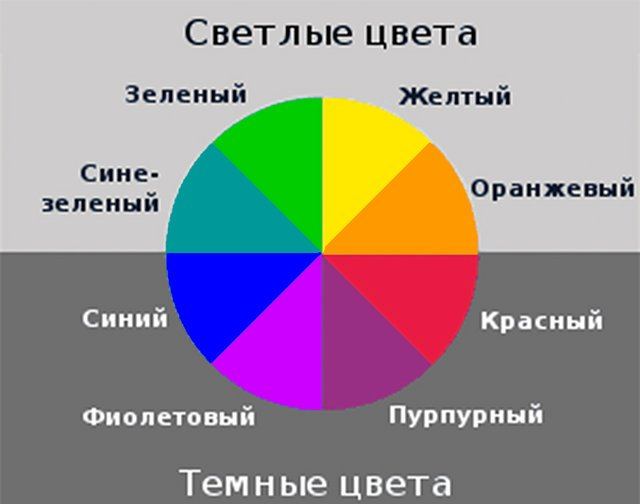 Светлые цвета
Зеленый
Желтый
Сине-
зеленый
Оранжевый
Синий
Красный
Фиолетовый
Пурпурный
Темные цвета